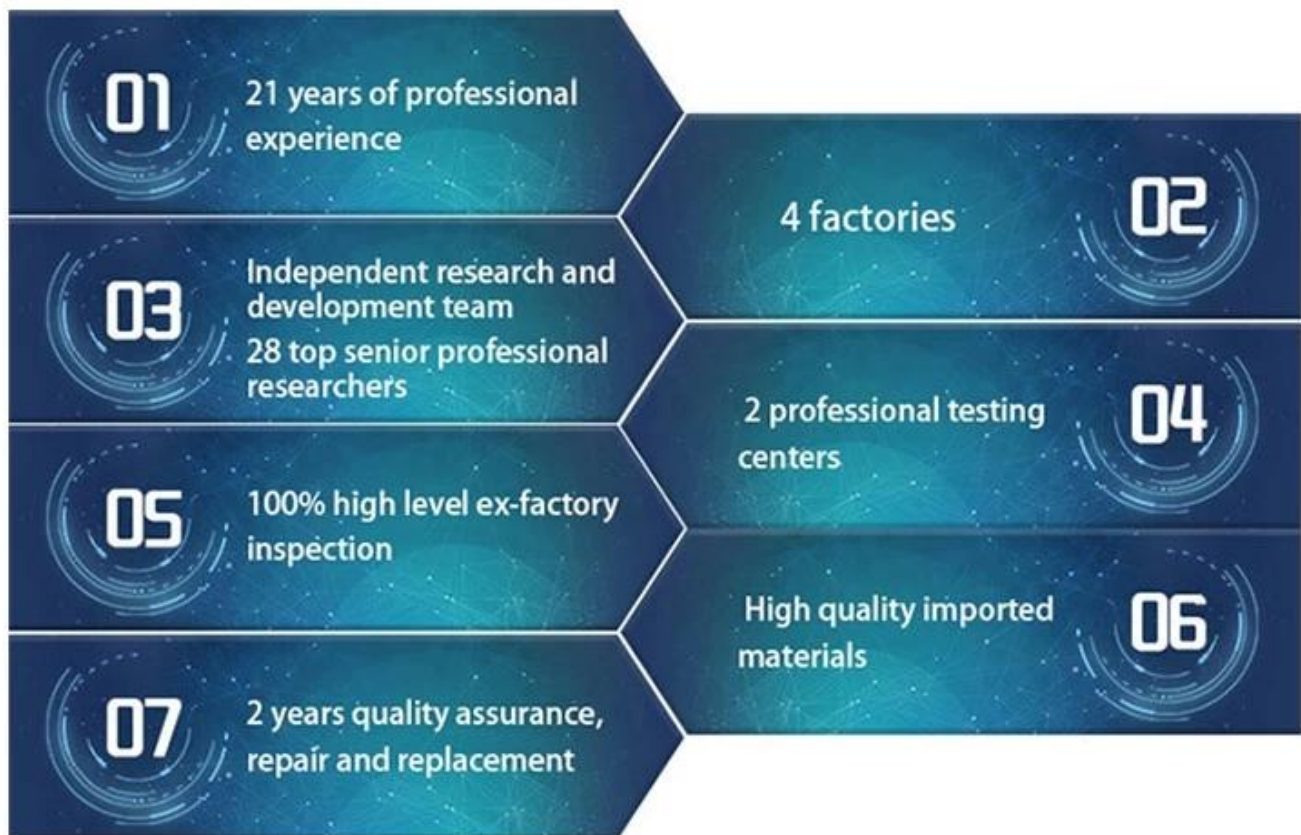 01
21 years of professional
experience
02
4 factories
03
Independent research and
development team
28 top senior professional
researchers
04
2 professional testing
centers
05
100% high level ex-factory
inspection
06
High quality imported
materials
07
2 years quality assurance,
repair and replacement